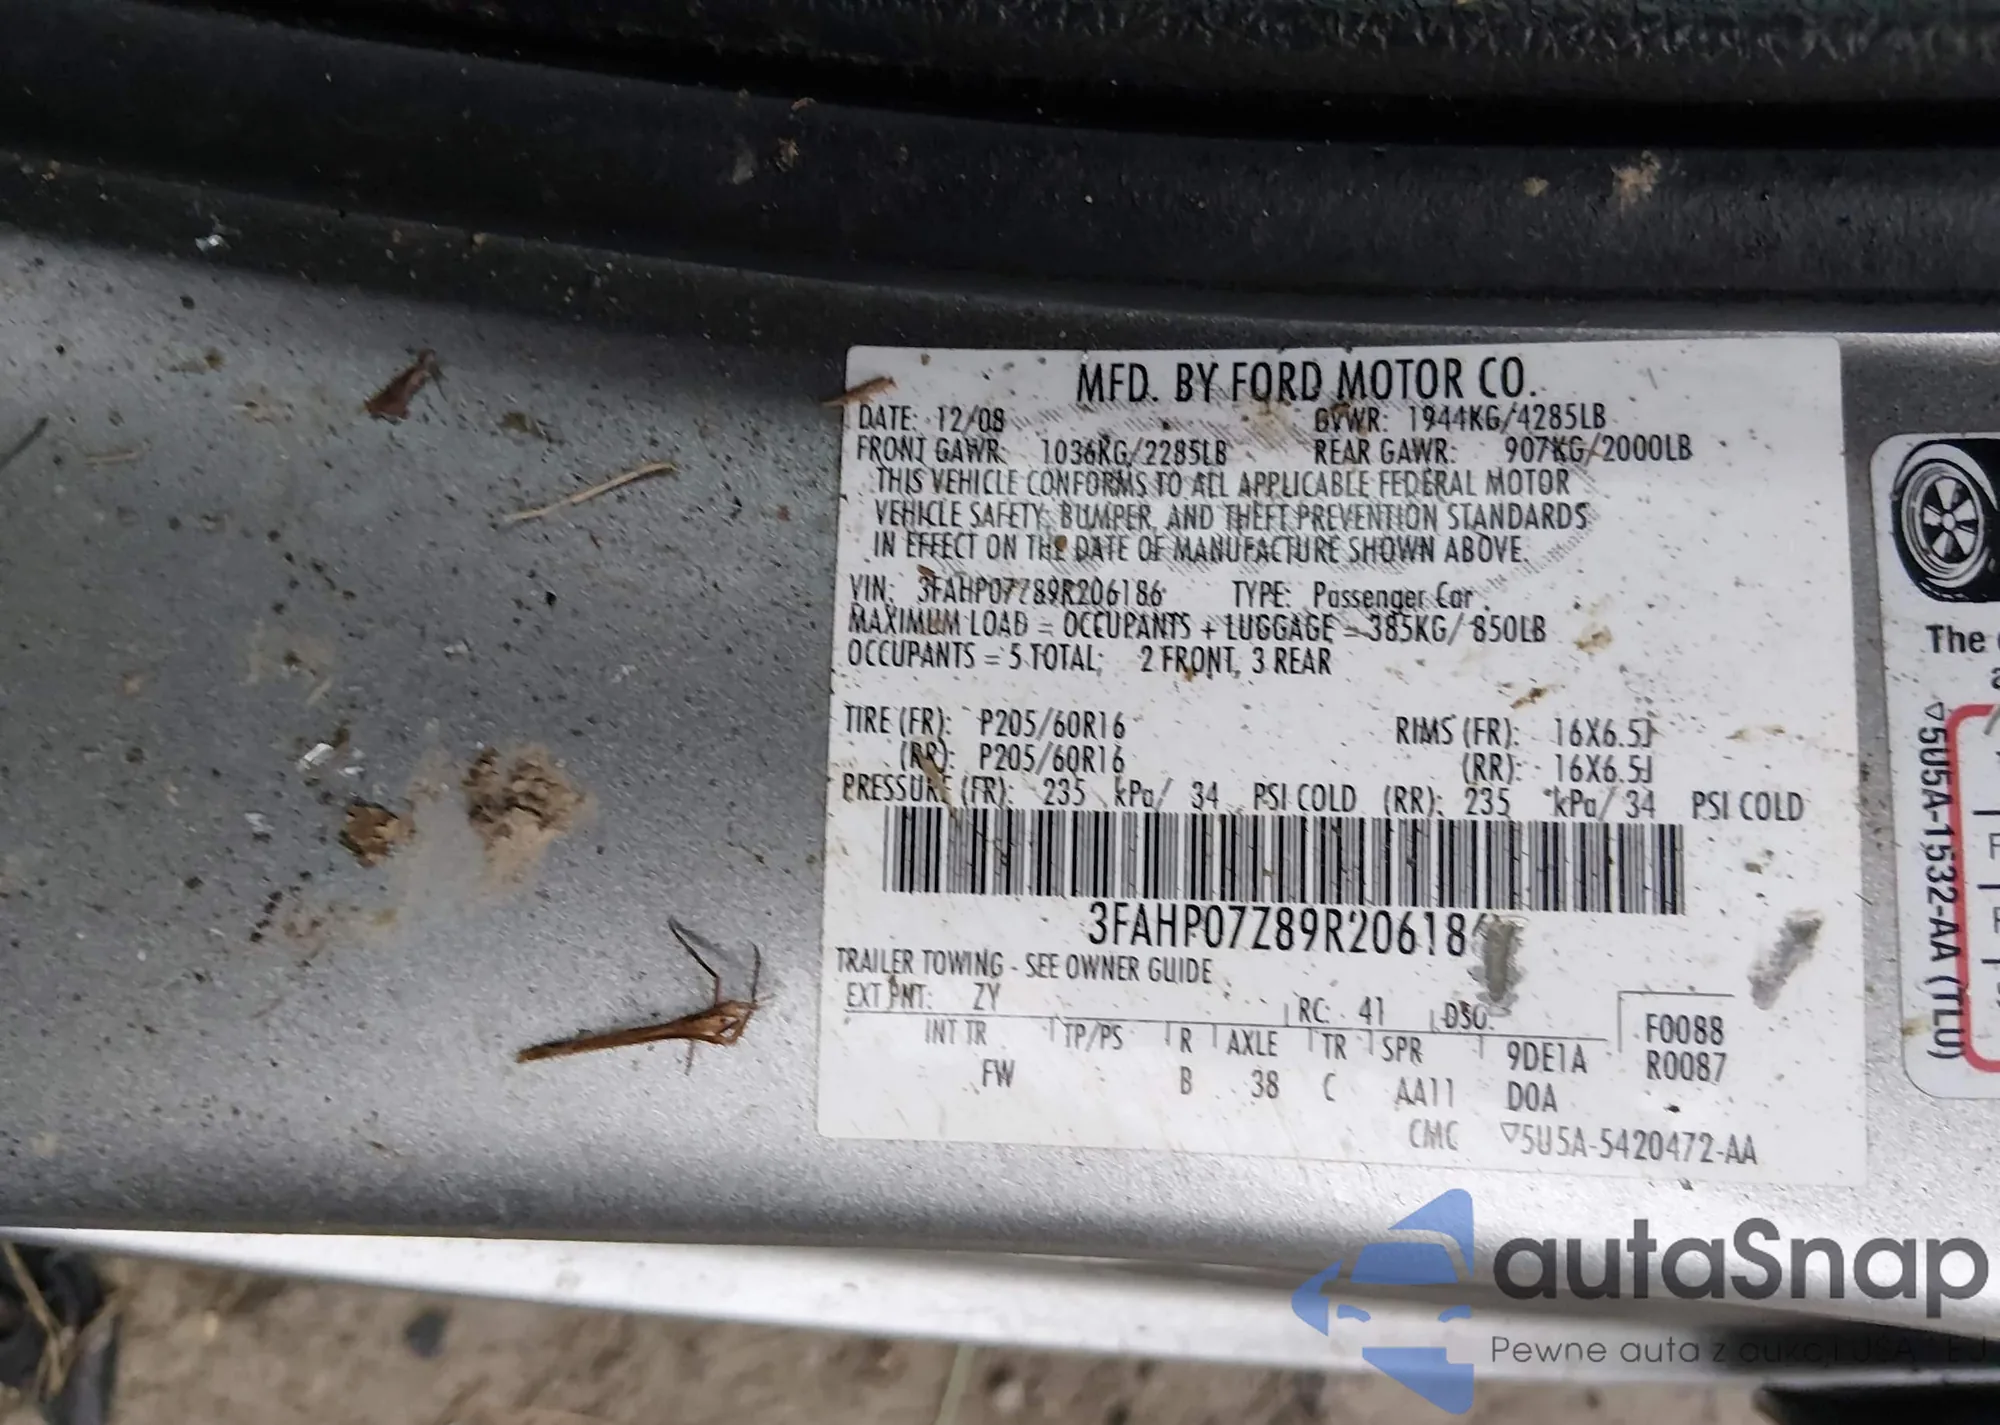 MFD. BY FORD MOTOR CO.
DATE: 12/08 GVWR: 1944KG/4285LB
FRONT GAWR: 1036KG/2285LB REAR GAWR: 907KG/2000LB
THIS VEHICLE CONFORMS TO ALL APPLICABLE FEDERAL MOTOR
VEHICLE SAFETY, BUMPER, AND THEFT PREVENTION STANDARDS
IN EFFECT ON THE DATE OF MANUFACTURE SHOWN ABOVE.
VIN: 3FAHP07Z89R206186 TYPE: Passenger Car
MAXIMUM LOAD = OCCUPANTS + LUGGAGE = 385KG/ 850LB
OCCUPANTS = 5 TOTAL; 2 FRONT, 3 REAR
TIRE (FR): P205/60R16 RIMS (FR): 16X6.5J
(RR): P205/60R16 (RR): 16X6.5J
PRESSURE (FR): 235 kPa/ 34 PSI COLD (RR): 235 kPa/ 34 PSI COLD
3FAHP07Z89R20618
TRAILER TOWING - SEE OWNER GUIDE
EXT PNT: ZY RC: 41 DSO:
INT TR TP/PS R AXLE TR SPR 9DE1A F0088
FW B 38 C AA11 D0A R0087
CMC ▽5U5A-5420472-AA
The
▽5U5A-1532-AA (TLU)
autaSnap
Pewne auta z aukcji USA - EU